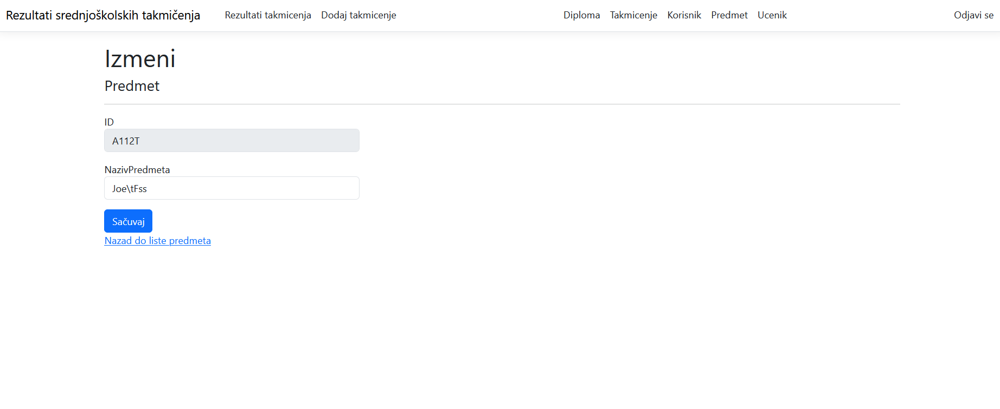 Rezultati srednjoškolskih takmičenja Rezultati takmicenja Dodaj takmicenje Diploma Takmicenje Korisnik Predmet Ucenik Odjavi se
Izmeni
Predmet
ID
A112T
NazivPredmeta
Joe\tFss
Sačuvaj
Nazad do liste predmeta